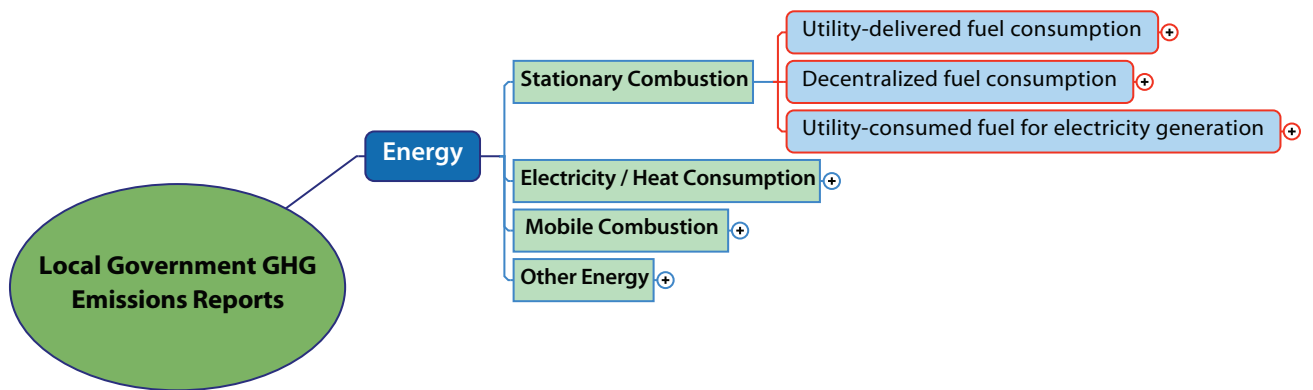 Utility-delivered fuel consumption
Stationary Combustion
Decentralized fuel consumption
Utility-consumed fuel for electricity generation
Energy
Electricity / Heat Consumption
Mobile Combustion
Other Energy
Local Government GHG
Emissions Reports